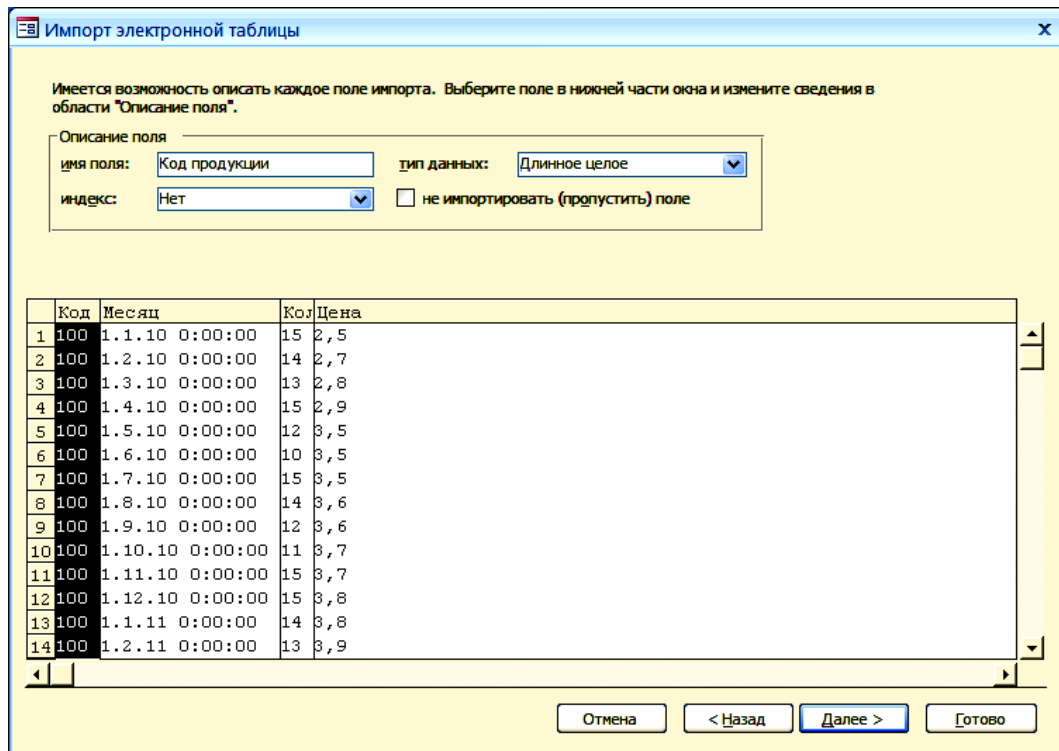 Импорт электронной таблицы x
Имеется возможность описать каждое поле импорта. Выберите поле в нижней части окна и измените сведения в
области "Описание поля".
Описание поля
имя поля: Код продукции тип данных: Длинное целое
индекс: Нет не импортировать (пропустить) поле
Код Месяц Кол Цена
1 100 1.1.10 0:00:00 15 2,5
2 100 1.2.10 0:00:00 14 2,7
3 100 1.3.10 0:00:00 13 2,8
4 100 1.4.10 0:00:00 15 2,9
5 100 1.5.10 0:00:00 12 3,5
6 100 1.6.10 0:00:00 10 3,5
7 100 1.7.10 0:00:00 15 3,5
8 100 1.8.10 0:00:00 14 3,6
9 100 1.9.10 0:00:00 12 3,6
10 100 1.10.10 0:00:00 11 3,7
11 100 1.11.10 0:00:00 15 3,7
12 100 1.12.10 0:00:00 15 3,8
13 100 1.1.11 0:00:00 14 3,8
14 100 1.2.11 0:00:00 13 3,9
Отмена < Назад Далее > Готово